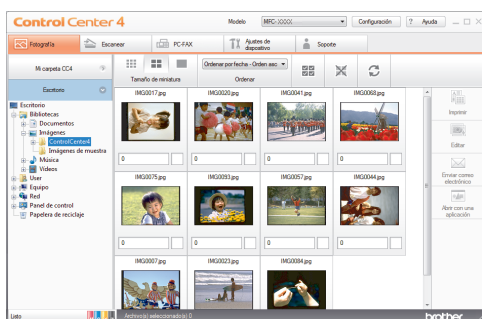 Control Center 4
Modelo MFC-XXXX Configuración ? Ayuda
Fotografía Escanear PC-FAX Ajustes de dispositivo Soporte
Mi carpeta CC4
Escritorio
Tamaño de miniatura
Ordenar por fecha - Orden asc
Ordenar
Escritorio
Bibliotecas
Documentos
Imágenes
ControlCenter4
Imágenes de muestra
Música
Vídeos
User
Equipo
Red
Panel de control
Papelera de reciclaje
IMG0017.jpg IMG0020.jpg IMG0041.jpg IMG0068.jpg
0 0 0 0
IMG0075.jpg IMG0093.jpg IMG0057.jpg IMG0044.jpg
0 0 0 0
IMG0007.jpg IMG0023.jpg IMG0084.jpg
Imprimir
Editar
Enviar correo electrónico
Abrir con una aplicación
Listo
Archivo(s) seleccionado(s) 0
brother